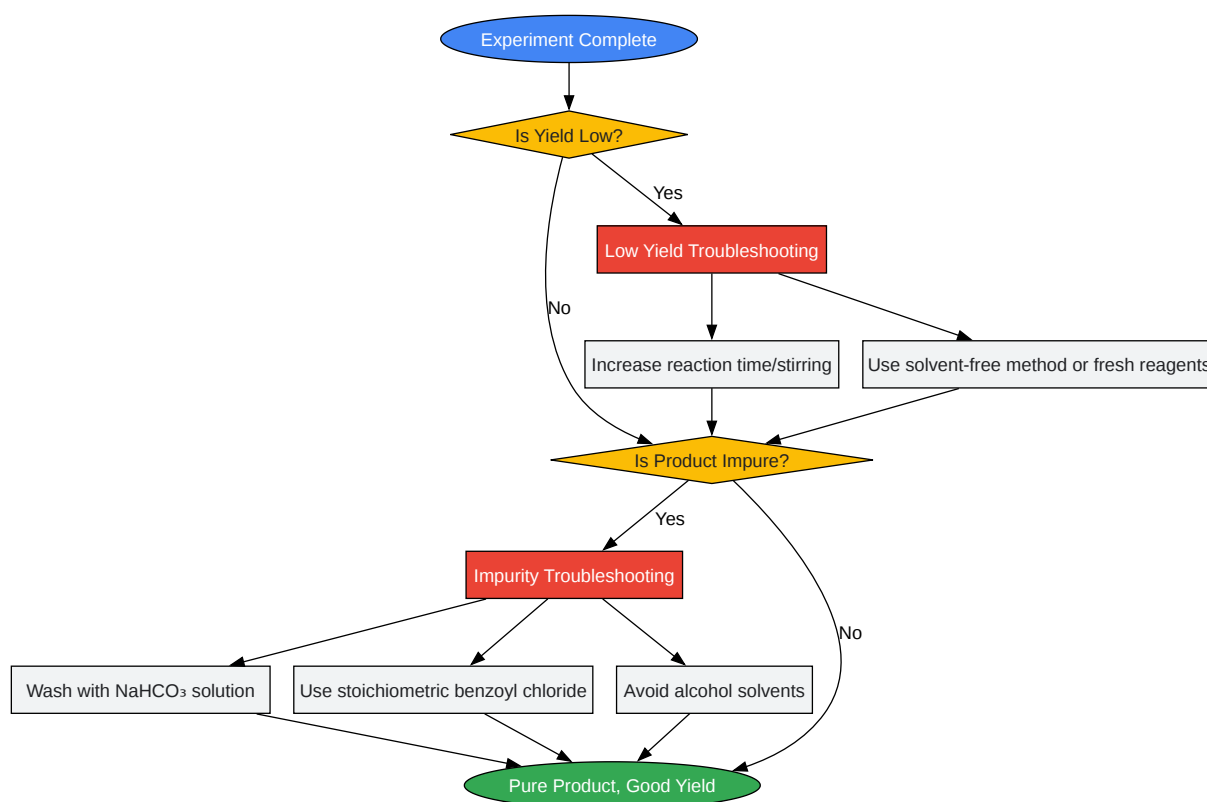 Experiment Complete
Is Yield Low?
Yes
Low Yield Troubleshooting
No
Increase reaction time/stirring
Use solvent-free method or fresh reagents
Is Product Impure?
Yes
Impurity Troubleshooting
No
Wash with NaHCO₃ solution
Use stoichiometric benzoyl chloride
Avoid alcohol solvents
Pure Product, Good Yield